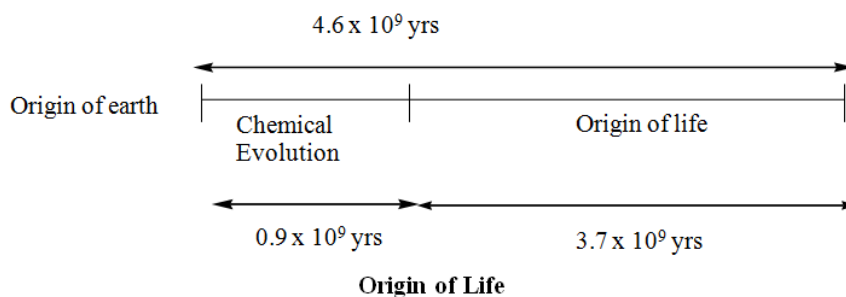 4.6 x 10⁹ yrs
Origin of earth
Chemical
Evolution
Origin of life
0.9 x 10⁹ yrs
3.7 x 10⁹ yrs
Origin of Life